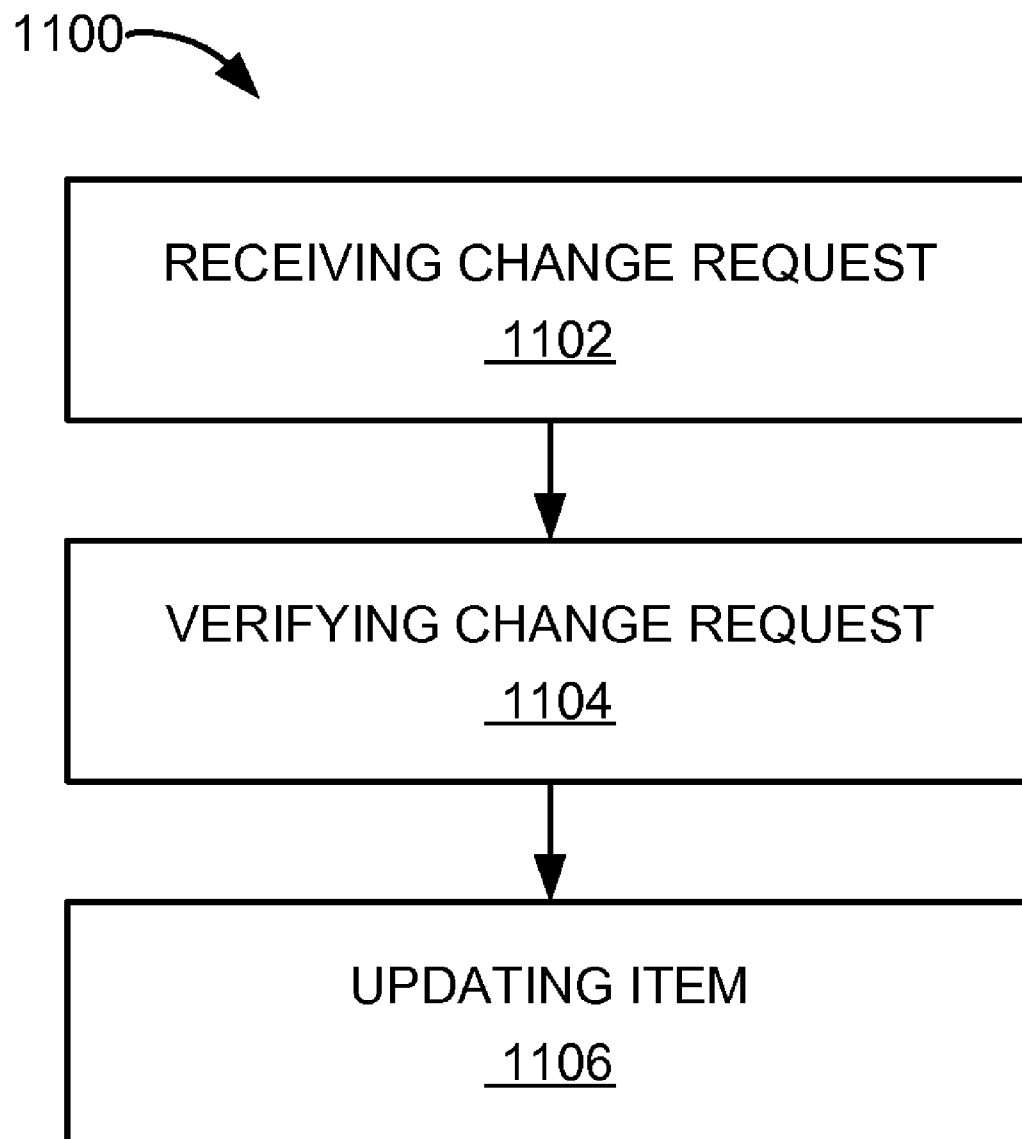 1100
RECEIVING CHANGE REQUEST
1102
VERIFYING CHANGE REQUEST
1104
UPDATING ITEM
1106